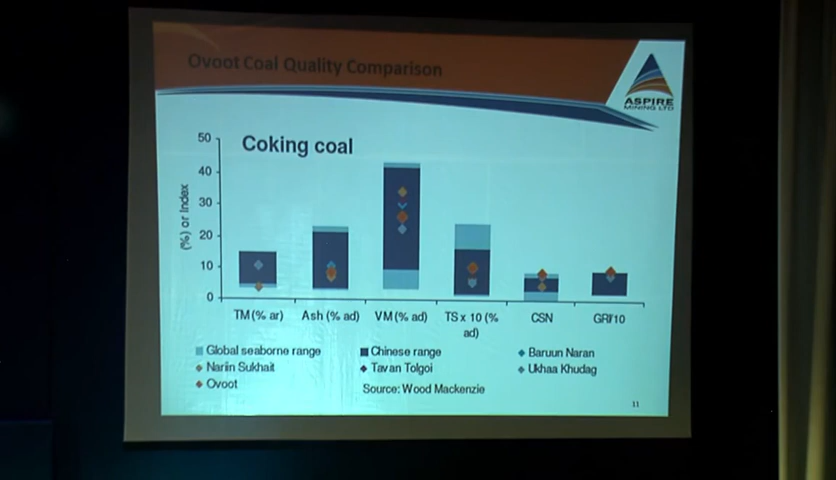 Ovoot Coal Quality Comparison
ASPIRE
MINING LTD
Coking coal
(%) or Index
50
40
30
20
10
0
TM (% ar)
Ash (% ad)
VM (% ad)
TS x 10 (%
ad)
CSN
GRI/10
Global seaborne range
Chinese range
Baruun Naran
Nariin Sukhait
Tavan Tolgoi
Ukhaa Khudag
Ovoot
Source: Wood Mackenzie
11